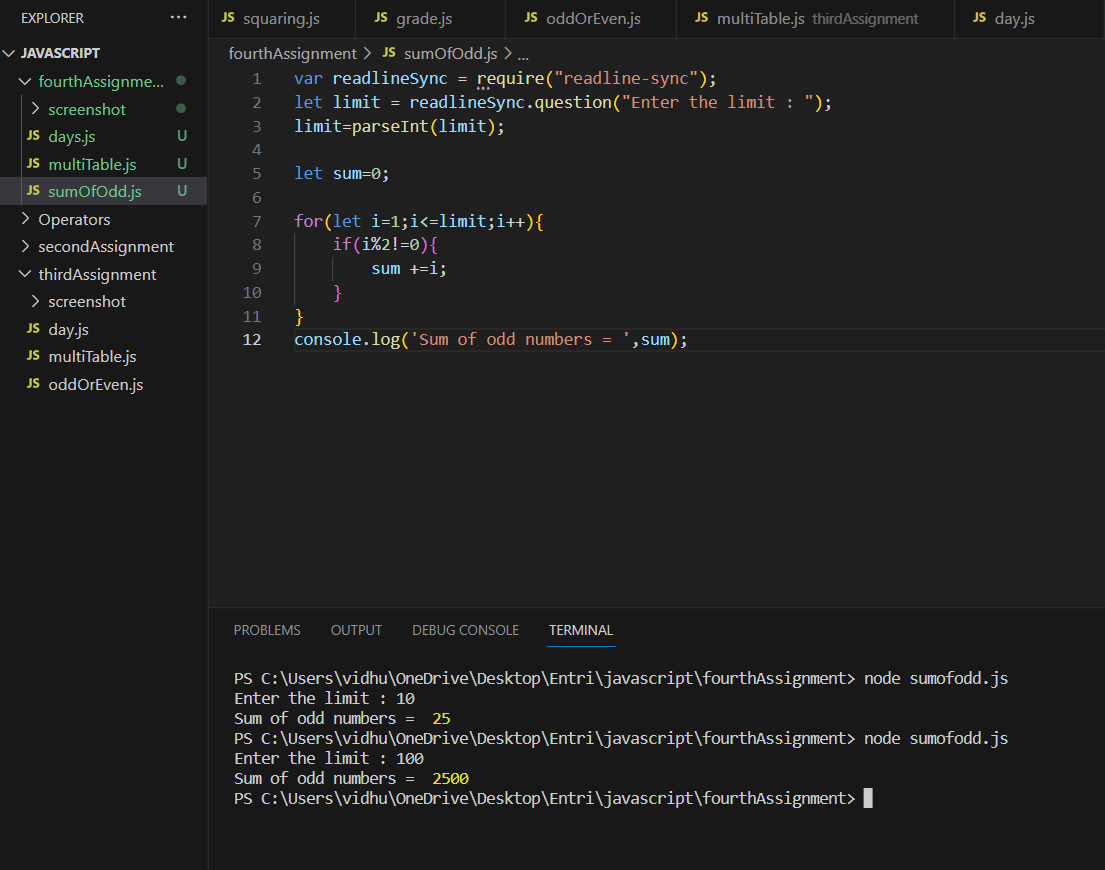 EXPLORER ...
JAVASCRIPT
fourthAssignme...
screenshot
JS days.js U
JS multiTable.js U
JS sumOfOdd.js U
Operators
secondAssignment
thirdAssignment
screenshot
JS day.js
JS multiTable.js
JS oddOrEven.js
JS squaring.js JS grade.js JS oddOrEven.js JS multiTable.js thirdAssignment JS day.js
fourthAssignment > JS sumOfOdd.js > ...
1 var readlineSync = require("readline-sync");
2 let limit = readlineSync.question("Enter the limit : ");
3 limit=parseInt(limit);
4
5 let sum=0;
6
7 for(let i=1;i<=limit;i++){
8     if(i%2!=0){
9         sum +=i;
10     }
11 }
12 console.log('Sum of odd numbers = ',sum);
PROBLEMS OUTPUT DEBUG CONSOLE TERMINAL
PS C:\Users\vidhu\OneDrive\Desktop\Entri\javascript\fourthAssignment> node sumofodd.js
Enter the limit : 10
Sum of odd numbers =  25
PS C:\Users\vidhu\OneDrive\Desktop\Entri\javascript\fourthAssignment> node sumofodd.js
Enter the limit : 100
Sum of odd numbers =  2500
PS C:\Users\vidhu\OneDrive\Desktop\Entri\javascript\fourthAssignment>